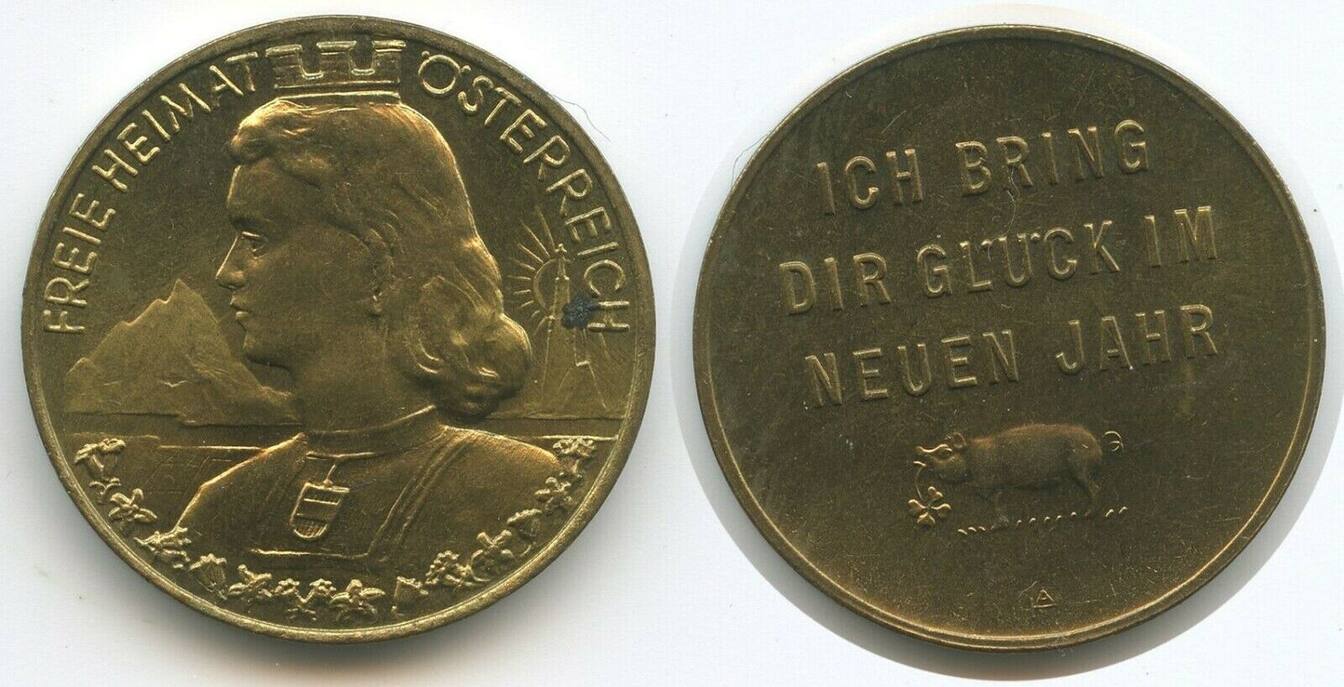 FREIE HEIMAT ÖSTERREICH
ICH BRING
DIR GLÜCK IM
NEUEN JAHR